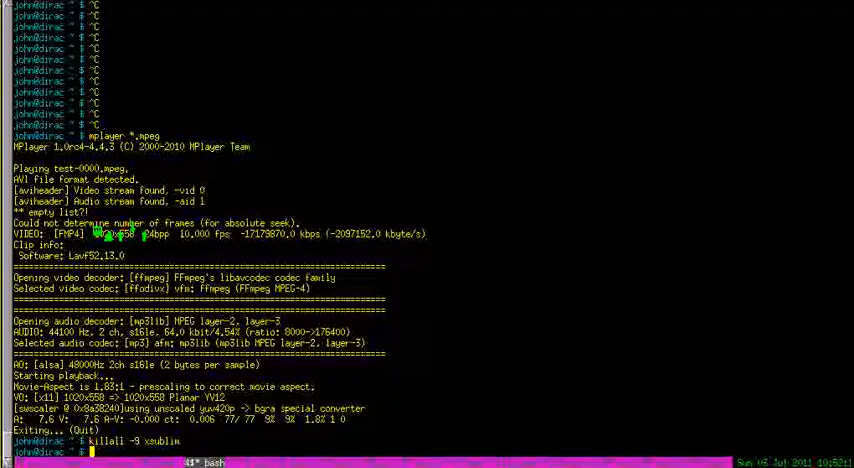 john@dirac ~ $ ^C
john@dirac ~ $ ^C
john@dirac ~ $ ^C
john@dirac ~ $ ^C
john@dirac ~ $ ^C
john@dirac ~ $ ^C
john@dirac ~ $ ^C
john@dirac ~ $ ^C
john@dirac ~ $ ^C
john@dirac ~ $ ^C
john@dirac ~ $ ^C
john@dirac ~ $ ^C
john@dirac ~ $ mplayer *.mpeg
MPlayer 1.0rc4-4.4.3 (C) 2000-2010 MPlayer Team
Playing test-0000.mpeg.
AVI file format detected.
[aviheader] Video stream found, -vid 0
[aviheader] Audio stream found, -aid 1
** empty list?!
Could not determine number of frames (for absolute seek).
VIDEO: [FMP4] 1020x558 24bpp 10.000 fps -17179870.0 kbps (-2097152.0 kbyte/s)
Clip info:
Software: Lavf52.13.0
==========================================================================
Opening video decoder: [ffmpeg] FFmpeg's libavcodec codec family
Selected video codec: [ffodivx] vfm: ffmpeg (FFmpeg MPEG-4)
==========================================================================
==========================================================================
Opening audio decoder: [mp3lib] MPEG layer-2, layer-3
AUDIO: 44100 Hz, 2 ch, s16le, 64.0 kbit/4.54% (ratio: 8000->176400)
Selected audio codec: [mp3] afm: mp3lib (mp3lib MPEG layer-2, layer-3)
==========================================================================
AO: [alsa] 48000Hz 2ch s16le (2 bytes per sample)
Starting playback...
Movie-Aspect is 1.83:1 - prescaling to correct movie aspect.
VO: [x11] 1020x558 => 1020x558 Planar YV12
[swscaler @ 0x8a38240]using unscaled yuv420p -> bgra special converter
A: 7.6 V: 7.6 A-V: -0.000 ct: 0.006 77/ 77 9% 9% 1.8% 1 0
Exiting... (Quit)
john@dirac ~ $ killall -9 xsublim
john@dirac ~ $
4$* bash
Jul 2011